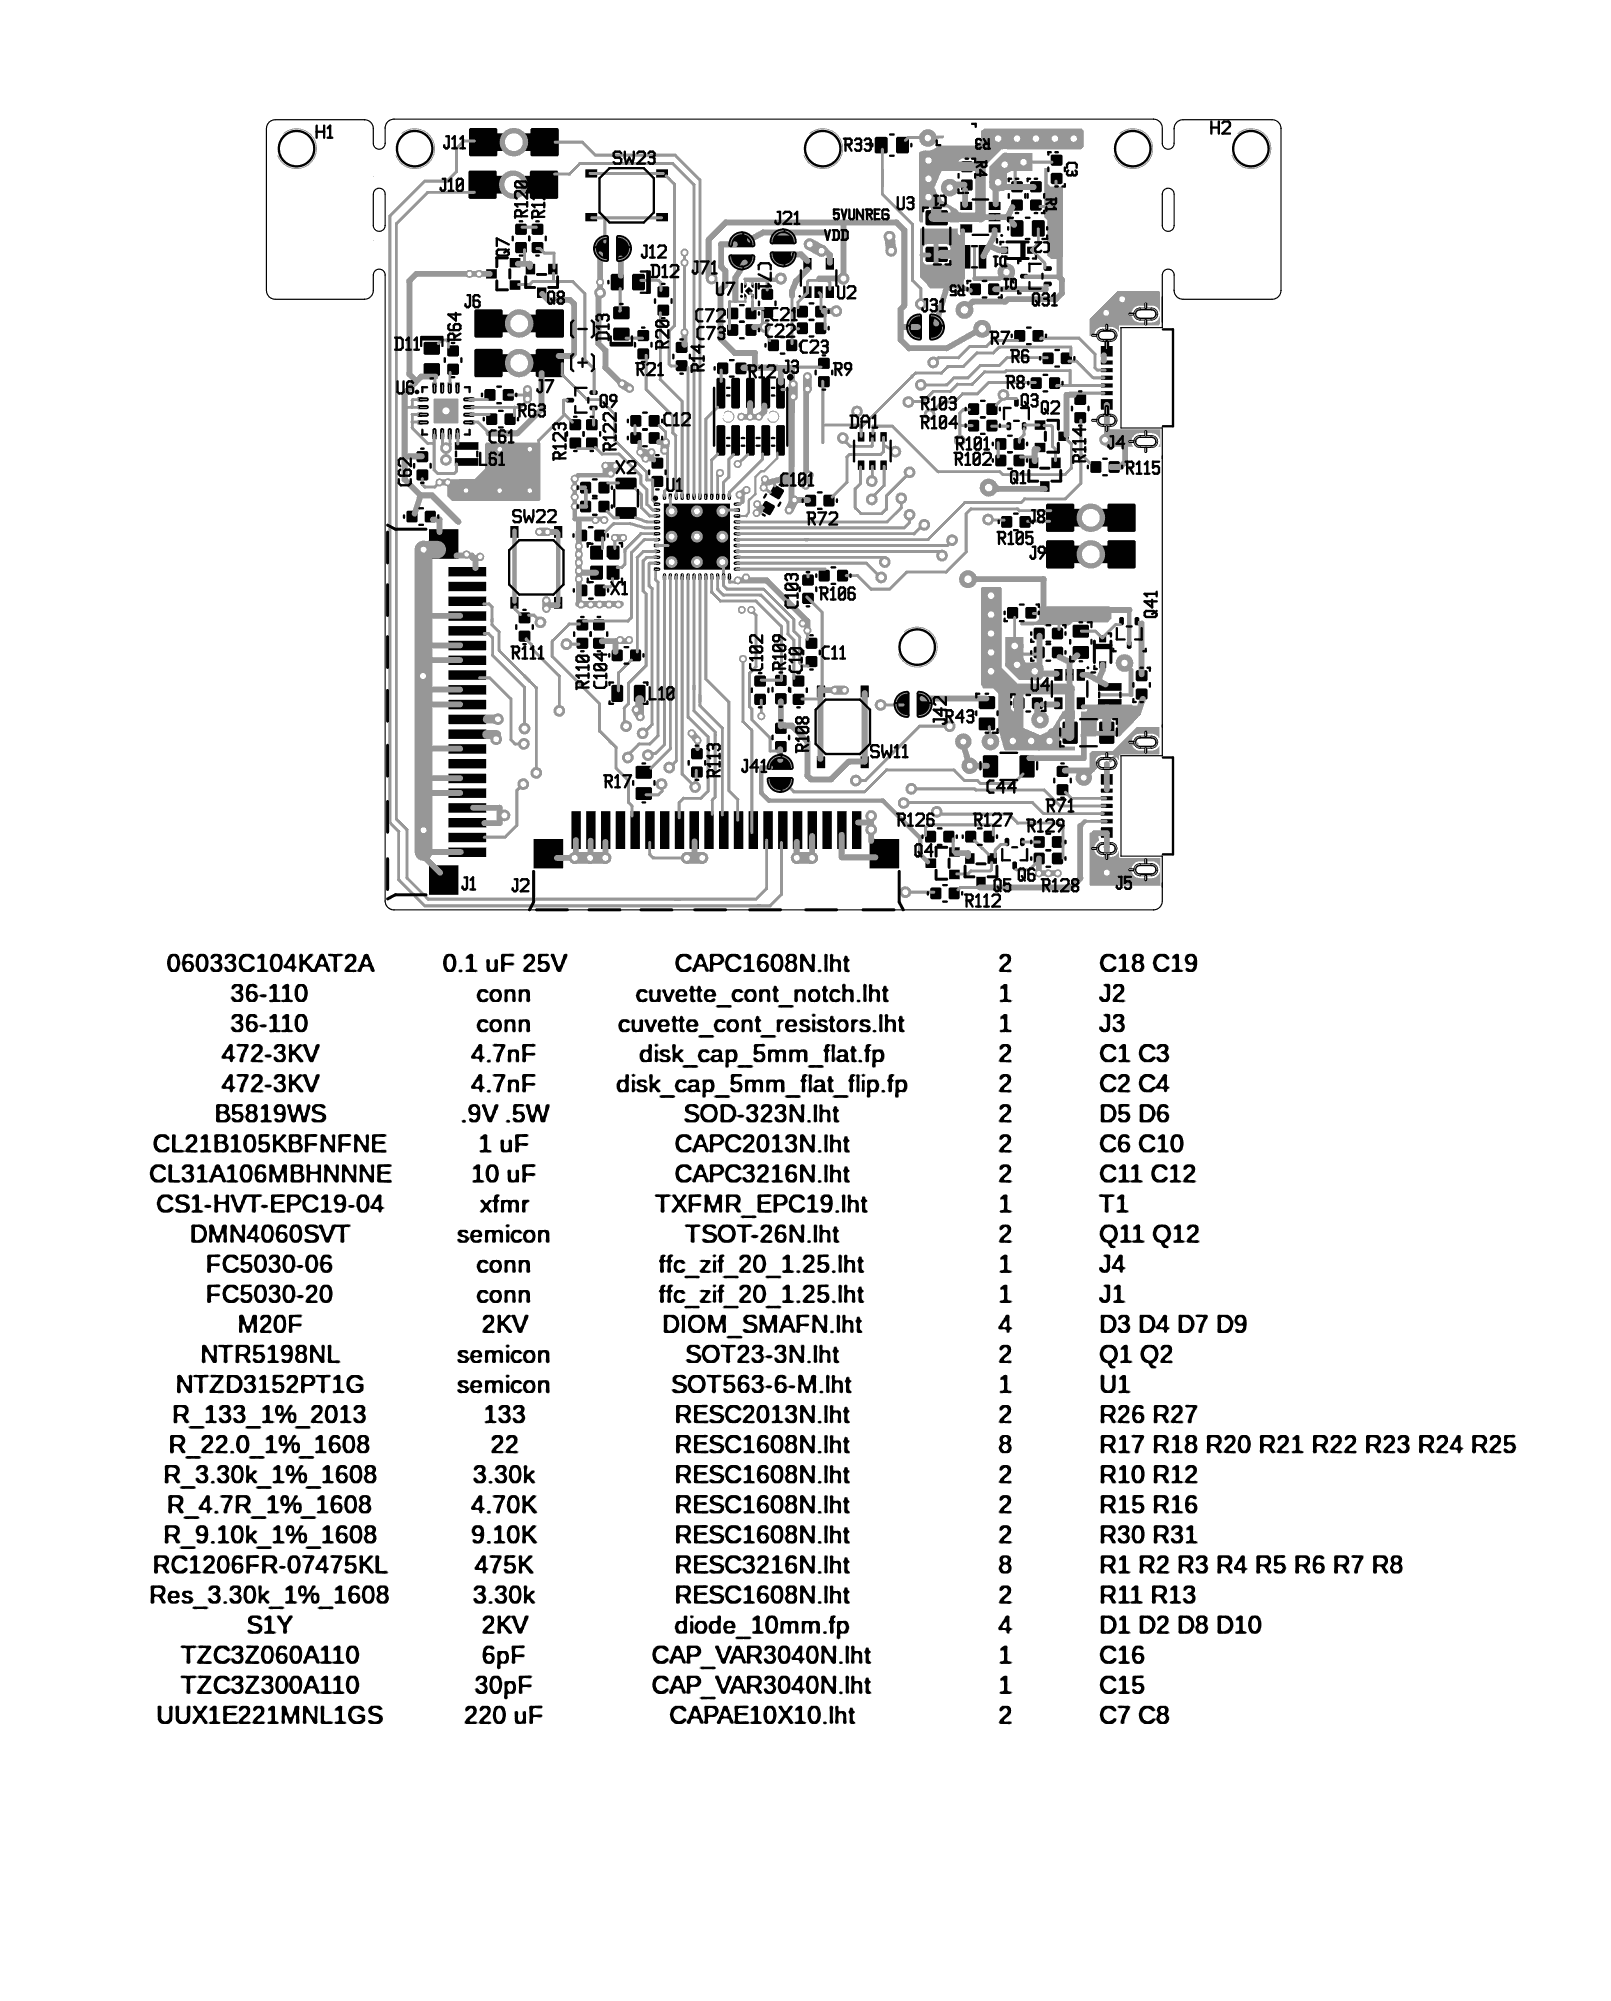 H1
H2
J11
SW23
R33
R3
R4
C3
J10
R120
U3
C1
R1
J21
5VUNREG
VDD
Q7
J12
C2
D1
J71
D12
C71
Q8
U7
U2
R5
Q1
Q31
J6
J31
C72
C21
C73
C22
D13
R20
R64
D11
R14
C23
R7
R21
R6
J7
U6
R12
J3
R9
R8
R63
Q9
C12
R103
Q3
Q2
R104
DA1
C61
R123
R122
R101
R114
J4
L61
C62
X2
R102
R115
U1
C101
Q1
SW22
R72
J8
R105
J9
X1
C103
R106
Q41
R111
R110
C104
C102
R109
C10
C11
L10
U4
J42
R43
R108
SW11
R113
J41
R17
C44
R71
R126
R127
R129
Q4
J1
J2
Q5
Q6
R128
J5
R112
06033C104KAT2A 0.1 uF 25V CAPC1608N.lht 2 C18 C19
36-110 conn cuvette_cont_notch.lht 1 J2
36-110 conn cuvette_cont_resistors.lht 1 J3
472-3KV 4.7nF disk_cap_5mm_flat.fp 2 C1 C3
472-3KV 4.7nF disk_cap_5mm_flat_flip.fp 2 C2 C4
B5819WS .9V .5W SOD-323N.lht 2 D5 D6
CL21B105KBFNFNE 1 uF CAPC2013N.lht 2 C6 C10
CL31A106MBHNNNE 10 uF CAPC3216N.lht 2 C11 C12
CS1-HVT-EPC19-04 xfmr TXFMR_EPC19.lht 1 T1
DMN4060SVT semicon TSOT-26N.lht 2 Q11 Q12
FC5030-06 conn ffc_zif_20_1.25.lht 1 J4
FC5030-20 conn ffc_zif_20_1.25.lht 1 J1
M20F 2KV DIOM_SMAFN.lht 4 D3 D4 D7 D9
NTR5198NL semicon SOT23-3N.lht 2 Q1 Q2
NTZD3152PT1G semicon SOT563-6-M.lht 1 U1
R_133_1%_2013 133 RESC2013N.lht 2 R26 R27
R_22.0_1%_1608 22 RESC1608N.lht 8 R17 R18 R20 R21 R22 R23 R24 R25
R_3.30k_1%_1608 3.30k RESC1608N.lht 2 R10 R12
R_4.7R_1%_1608 4.70K RESC1608N.lht 2 R15 R16
R_9.10k_1%_1608 9.10K RESC1608N.lht 2 R30 R31
RC1206FR-07475KL 475K RESC3216N.lht 8 R1 R2 R3 R4 R5 R6 R7 R8
Res_3.30k_1%_1608 3.30k RESC1608N.lht 2 R11 R13
S1Y 2KV diode_10mm.fp 4 D1 D2 D8 D10
TZC3Z060A110 6pF CAP_VAR3040N.lht 1 C16
TZC3Z300A110 30pF CAP_VAR3040N.lht 1 C15
UUX1E221MNL1GS 220 uF CAPAE10X10.lht 2 C7 C8